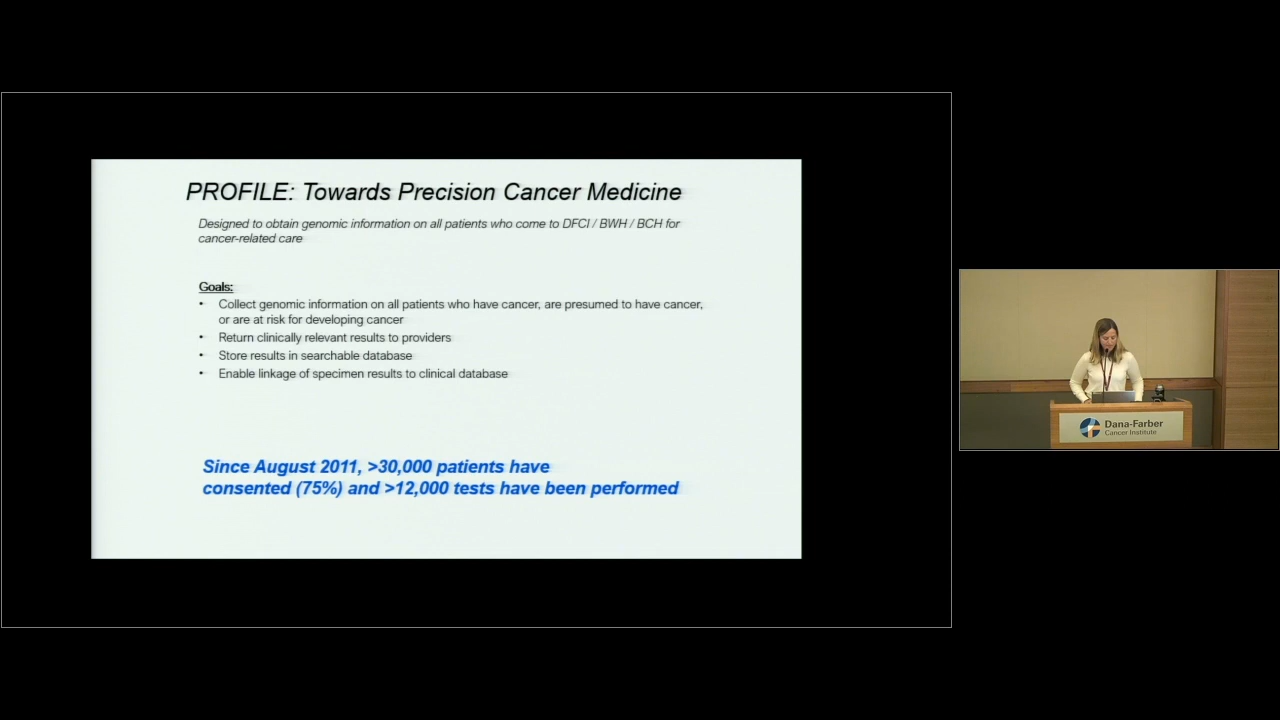 PROFILE: Towards Precision Cancer Medicine
Designed to obtain genomic information on all patients who come to DFCI / BWH / BCH for
cancer-related care
Goals:
• Collect genomic information on all patients who have cancer, are presumed to have cancer,
or are at risk for developing cancer
• Return clinically relevant results to providers
• Store results in searchable database
• Enable linkage of specimen results to clinical database
Since August 2011, >30,000 patients have
consented (75%) and >12,000 tests have been performed
Dana-Farber
Cancer Institute